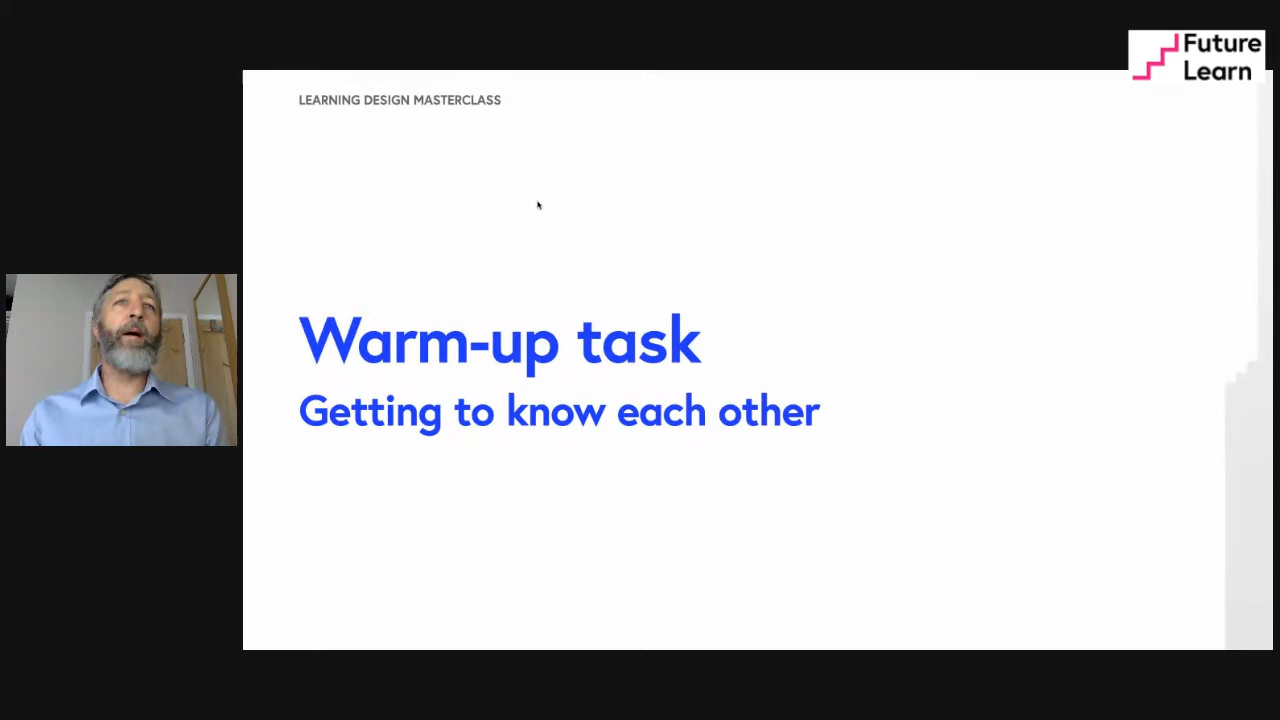 Future
Learn
LEARNING DESIGN MASTERCLASS
Warm-up task
Getting to know each other